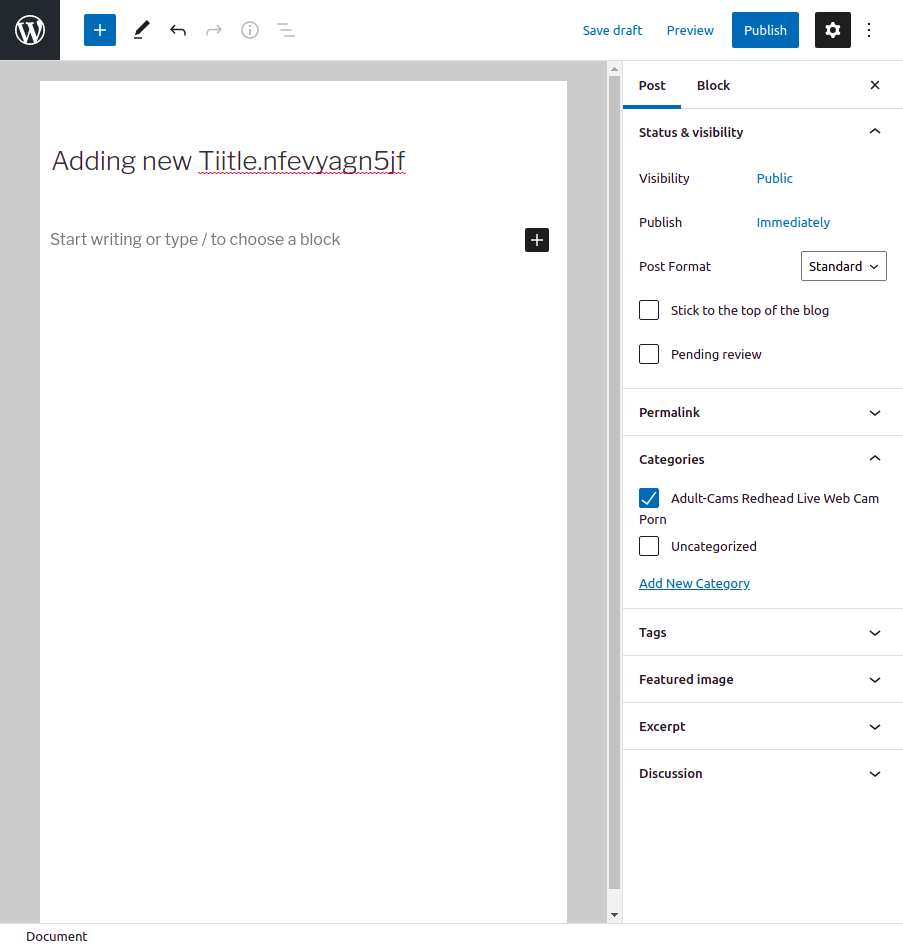 Save draft Preview Publish
Post Block
Adding new Tiitle.nfevyagn5jf
Start writing or type / to choose a block
Status & visibility
Visibility Public
Publish Immediately
Post Format Standard
Stick to the top of the blog
Pending review
Permalink
Categories
Adult-Cams Redhead Live Web Cam
Porn
Uncategorized
Add New Category
Tags
Featured image
Excerpt
Discussion
Document